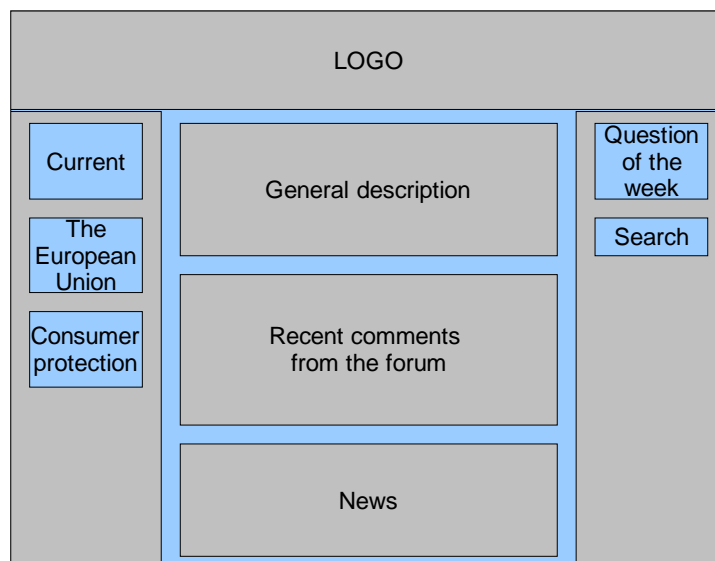 LOGO
Current
The
European
Union
Consumer
protection
General description
Recent comments
from the forum
News
Question
of the
week
Search